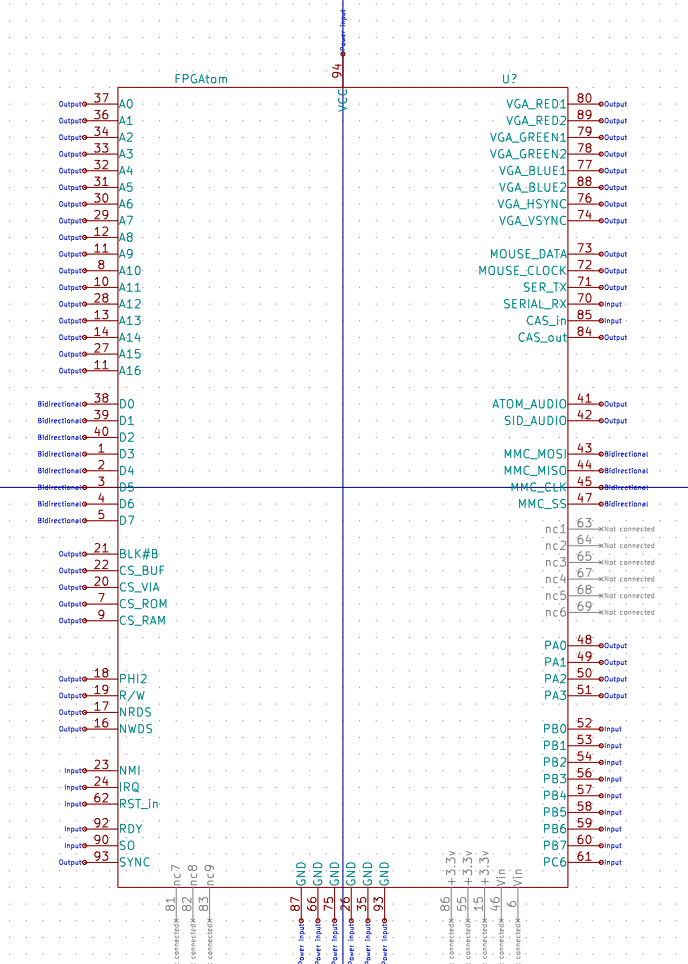 Power input
94
FPGAtom U?
VCC
Output 37 A0 VGA_RED1 80 Output
Output 36 A1 VGA_RED2 89 Output
Output 34 A2 VGA_GREEN1 79 Output
Output 33 A3 VGA_GREEN2 78 Output
Output 32 A4 VGA_BLUE1 77 Output
Output 31 A5 VGA_BLUE2 88 Output
Output 30 A6 VGA_HSYNC 76 Output
Output 29 A7 VGA_VSYNC 74 Output
Output 12 A8
Output 11 A9 MOUSE_DATA 73 Output
Output 8 A10 MOUSE_CLOCK 72 Output
Output 10 A11 SER_TX 71 Output
Output 28 A12 SERIAL_RX 70 Input
Output 13 A13 CAS_in 85 Input
Output 14 A14 CAS_out 84 Output
Output 27 A15
Output 11 A16
Bidirectional 38 D0 ATOM_AUDIO 41 Output
Bidirectional 39 D1 SID_AUDIO 42 Output
Bidirectional 40 D2
Bidirectional 1 D3 MMC_MOSI 43 Bidirectional
Bidirectional 2 D4 MMC_MISO 44 Bidirectional
Bidirectional 3 D5 MMC_CLK 45 Bidirectional
Bidirectional 4 D6 MMC_SS 47 Bidirectional
Bidirectional 5 D7
nc1 63 Not connected
nc2 64 Not connected
nc3 65 Not connected
nc4 67 Not connected
nc5 68 Not connected
nc6 69 Not connected
Output 21 BLK#B
Output 22 CS_BUF
Output 20 CS_VIA
Output 7 CS_ROM
Output 9 CS_RAM
PA0 48 Output
PA1 49 Output
Output 18 PHI2 PA2 50 Output
Output 19 R/W PA3 51 Output
Output 17 NRDS
Output 16 NWDS PB0 52 Input
PB1 53 Input
PB2 54 Input
Input 23 NMI PB3 56 Input
Input 24 IRQ PB4 57 Input
Input 62 RST_in PB5 58 Input
Input 92 RDY PB6 59 Input
Input 90 SO PB7 60 Input
Output 93 SYNC PC6 61 Input
nc7 nc8 nc9 GND GND GND GND GND GND +3.3v +3.3v +3.3v Vin Vin
81 82 83 87 66 75 26 35 93 86 55 15 46 6
connected connected connected Power input Power input Power input Power input Power input Power input connected connected connected connected connected